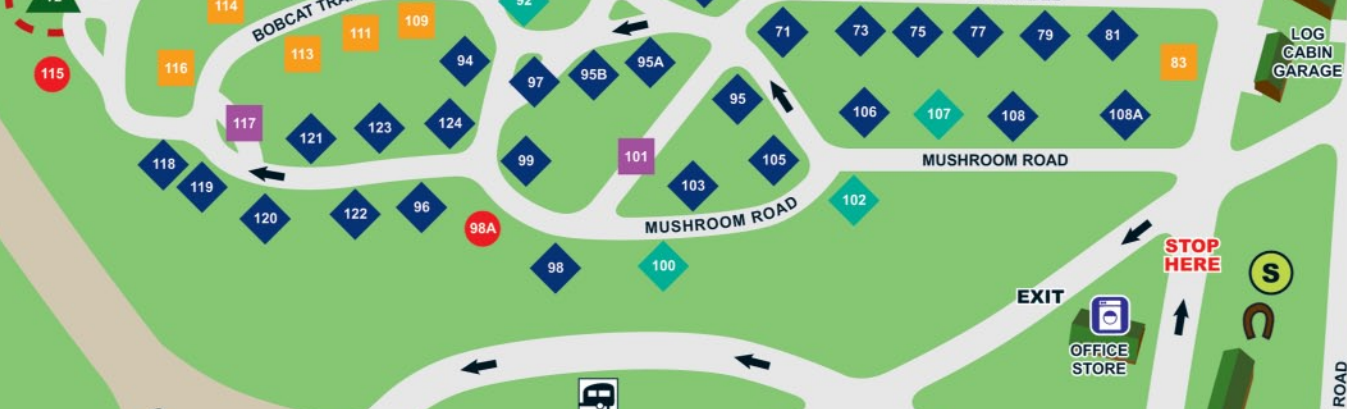 92
114
BOBCAT TRA
109
111
113
116
115
94
97
95B
95A
71
73
75
77
79
81
83
LOG
CABIN
GARAGE
117
121
123
124
95
106
107
108
108A
118
119
99
101
103
105
MUSHROOM ROAD
120
122
96
98A
MUSHROOM ROAD
102
98
100
STOP
HERE
S
EXIT
OFFICE
STORE
ROAD